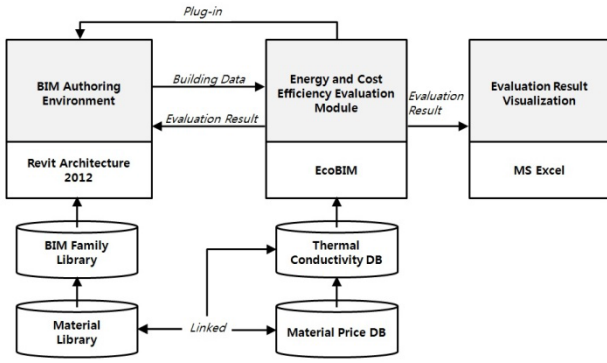 Plug-in
BIM Authoring
Environment
Building Data
Evaluation Result
Energy and Cost
Efficiency Evaluation
Module
Evaluation
Result
Evaluation Result
Visualization
Revit Architecture
2012
EcoBIM
MS Excel
BIM Family
Library
Thermal
Conductivity DB
Material
Library
Linked
Material Price DB